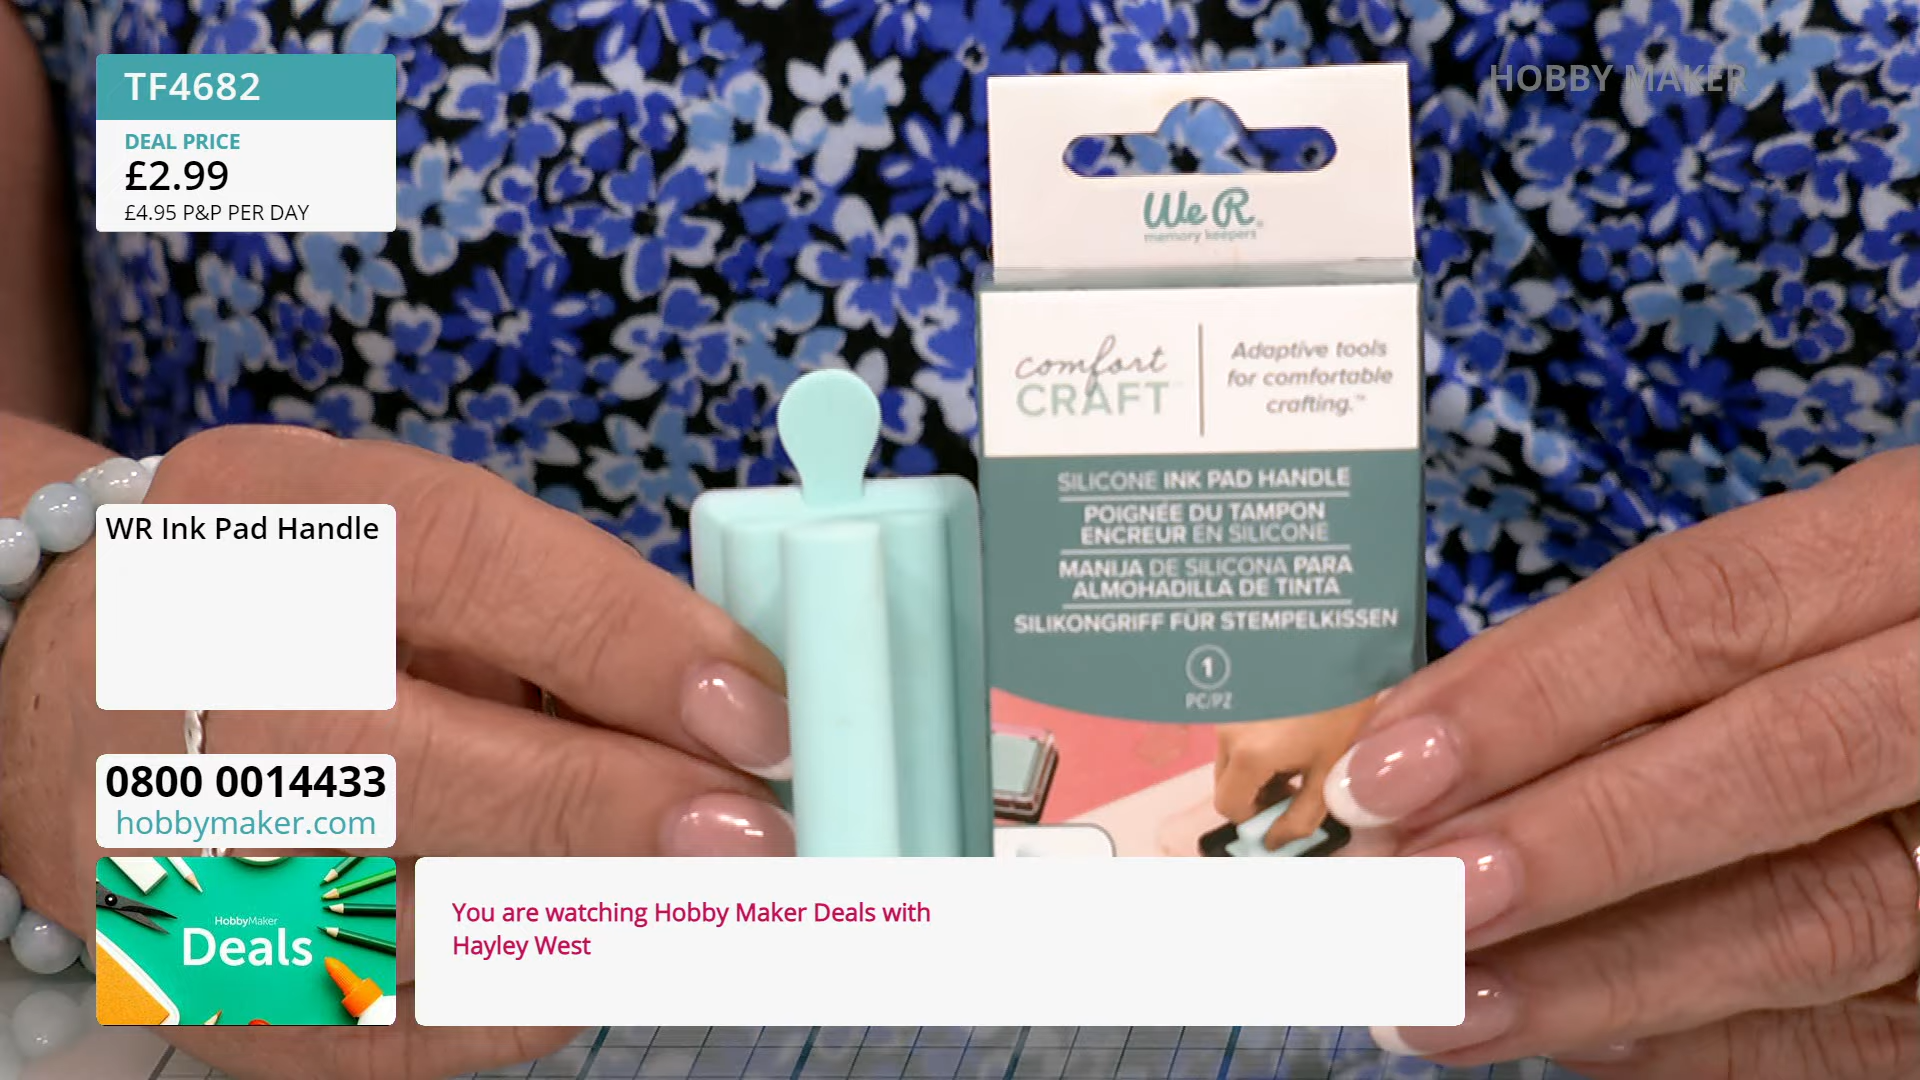 TF4682
DEAL PRICE
£2.99
£4.95 P&P PER DAY
HOBBY MAKER
We R
memory keepers
comfort
CRAFT
Adaptive tools
for comfortable
crafting.™
SILICONE INK PAD HANDLE
POIGNÉE DU TAMPON
ENCREUR EN SILICONE
MANIJA DE SILICONA PARA
ALMOHADILLA DE TINTA
SILIKONGRIFF FÜR STEMPELKISSEN
1
PC/PZ
WR Ink Pad Handle
0800 0014433
hobbymaker.com
HobbyMaker
Deals
You are watching Hobby Maker Deals with
Hayley West